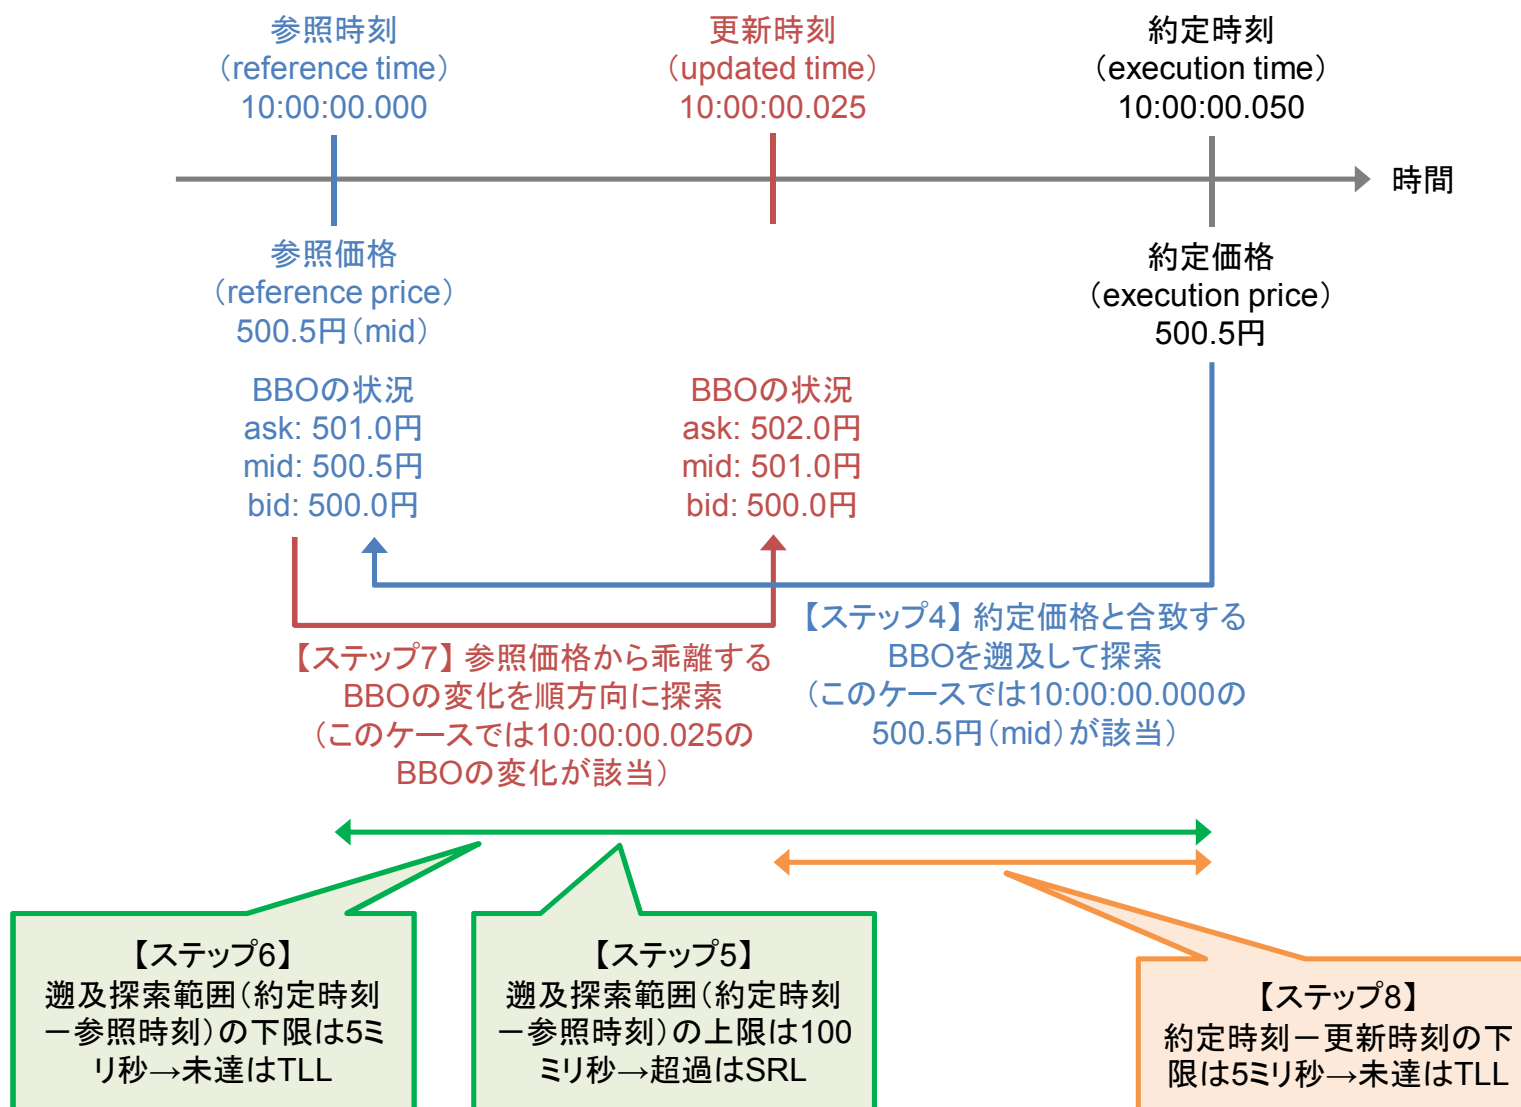 参照時刻
（reference time）
10:00:00.000
更新時刻
（updated time）
10:00:00.025
約定時刻
（execution time）
10:00:00.050
時間
参照価格
（reference price）
500.5円（mid）
約定価格
（execution price）
500.5円
BBOの状況
ask: 501.0円
mid: 500.5円
bid: 500.0円
BBOの状況
ask: 502.0円
mid: 501.0円
bid: 500.0円
【ステップ7】参照価格から乖離する
BBOの変化を順方向に探索
（このケースでは10:00:00.025の
BBOの変化が該当）
【ステップ4】約定価格と合致する
BBOを遡及して探索
（このケースでは10:00:00.000の
500.5円（mid）が該当）
【ステップ6】
遡及探索範囲（約定時刻
－参照時刻）の下限は5ミ
リ秒→未達はTLL
【ステップ5】
遡及探索範囲（約定時刻
－参照時刻）の上限は100
ミリ秒→超過はSRL
【ステップ8】
約定時刻－更新時刻の下
限は5ミリ秒→未達はTLL